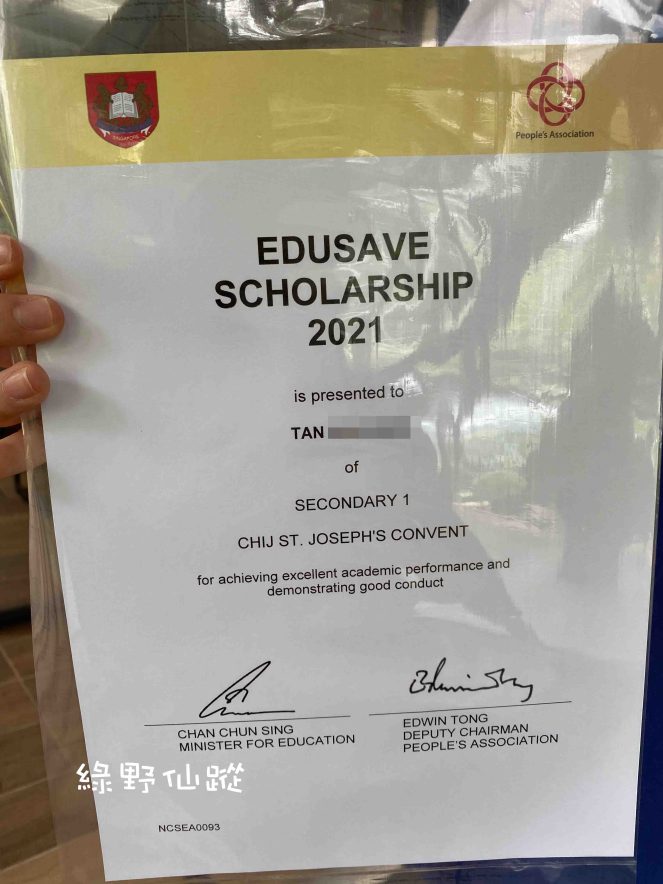 SINGAPORE
People's Association
EDUSAVE
SCHOLARSHIP
2021
is presented to
TAN
of
SECONDARY 1
CHIJ ST. JOSEPH'S CONVENT
for achieving excellent academic performance and
demonstrating good conduct
CHAN CHUN SING
MINISTER FOR EDUCATION
EDWIN TONG
DEPUTY CHAIRMAN
PEOPLE'S ASSOCIATION
綠野仙蹤
NCSEA0093